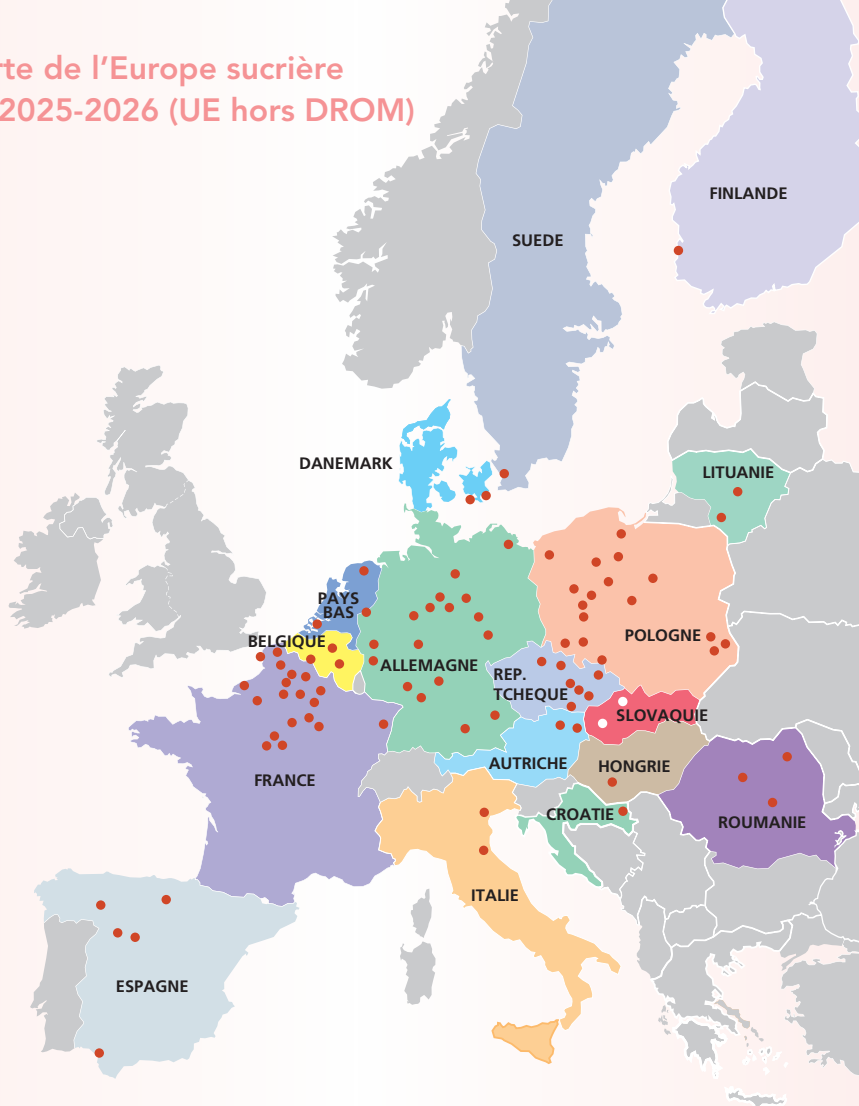 rte de l'Europe sucrière
2025-2026 (UE hors DROM)
FINLANDE
SUEDE
DANEMARK
LITUANIE
PAYS
BAS
BELGIQUE
POLOGNE
ALLEMAGNE
REP.
TCHEQUE
SLOVAQUIE
AUTRICHE
HONGRIE
FRANCE
CROATIE
ROUMANIE
ITALIE
ESPAGNE